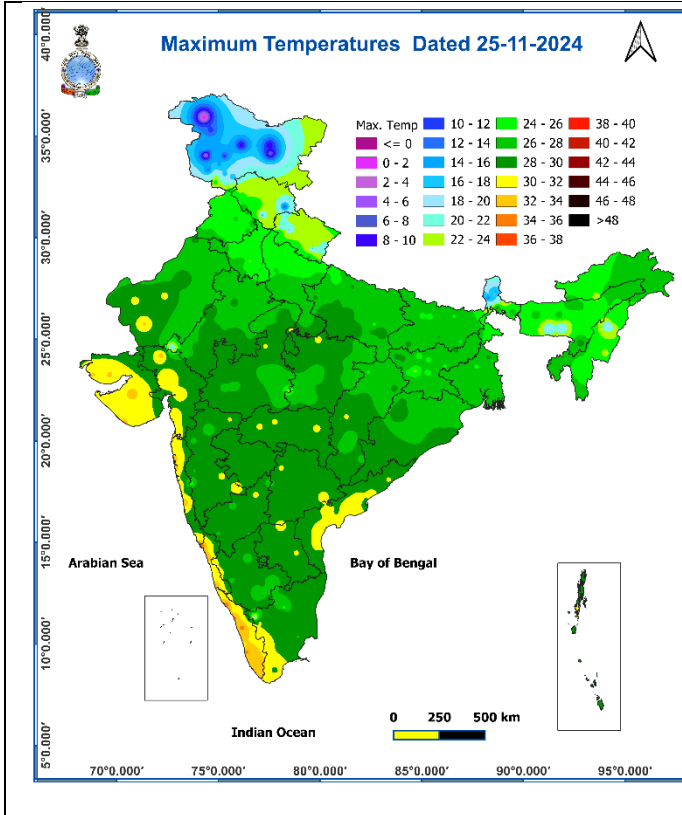 Maximum Temperatures Dated 25-11-2024
Max. Temp
<= 0
0 - 2
2 - 4
4 - 6
6 - 8
8 - 10
10 - 12
12 - 14
14 - 16
16 - 18
18 - 20
20 - 22
22 - 24
24 - 26
26 - 28
28 - 30
30 - 32
32 - 34
34 - 36
36 - 38
38 - 40
40 - 42
42 - 44
44 - 46
46 - 48
>48
40°0.000′
35°0.000′
30°0.000′
25°0.000′
20°0.000′
15°0.000′
10°0.000′
5°0.000′
Arabian Sea
Bay of Bengal
Indian Ocean
0 250 500 km
70°0.000′ 75°0.000′ 80°0.000′ 85°0.000′ 90°0.000′ 95°0.000′